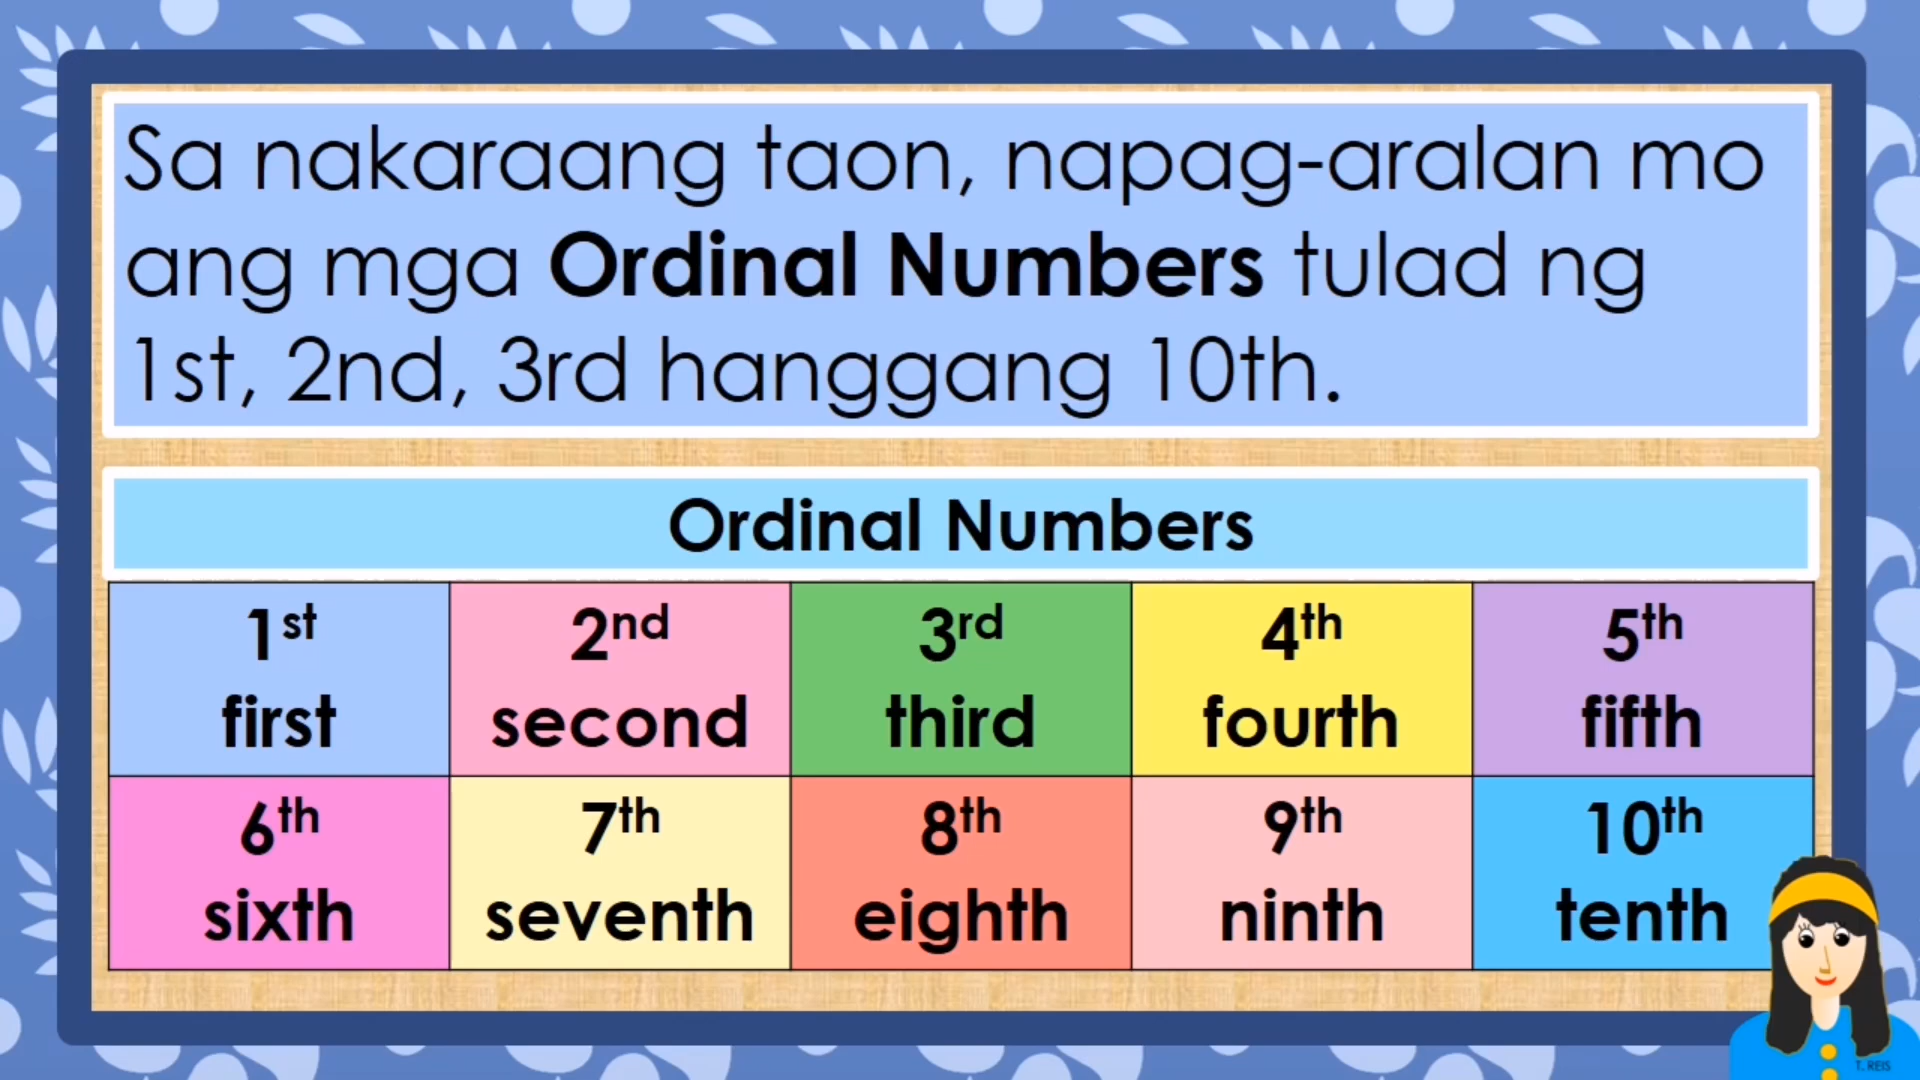 Sa nakaraang taon, napag-aralan mo
ang mga Ordinal Numbers tulad ng
1st, 2nd, 3rd hanggang 10th.
Ordinal Numbers
1st 2nd 3rd 4th 5th
first second third fourth fifth
6th 7th 8th 9th 10th
sixth seventh eighth ninth tenth
T. REIS